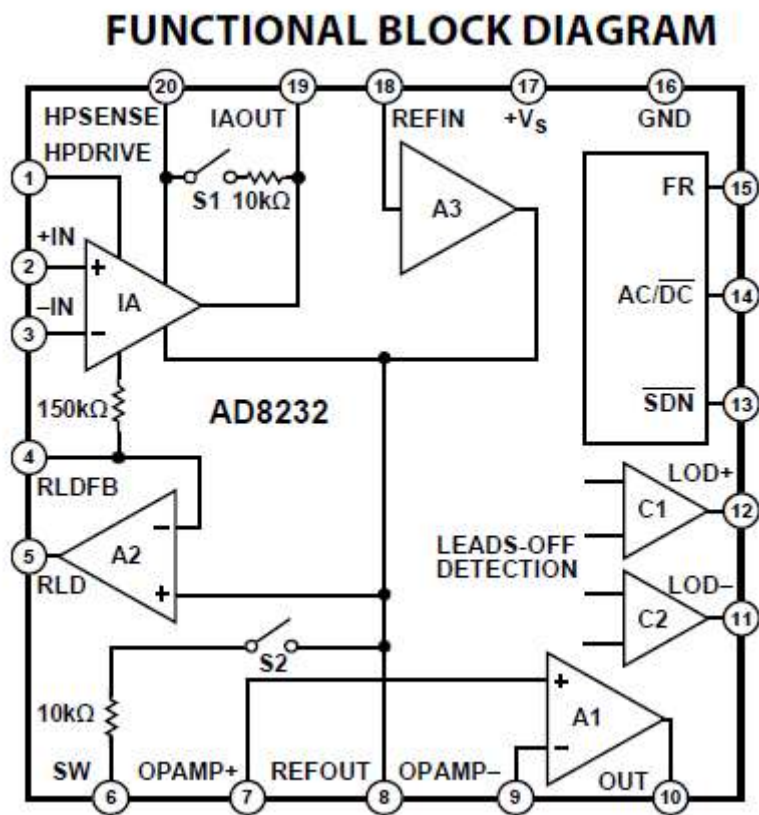 FUNCTIONAL BLOCK DIAGRAM
20 19 18 17 16
HPSENSE IAOUT REFIN +VS GND
HPDRIVE
1
S1 10kΩ
A3
FR 15
+IN
2 +
IA
AC/DC 14
–IN
3 –
150kΩ
AD8232
SDN 13
4
RLDFB
LOD+
C1 12
–
A2
5
RLD
+
LEADS-OFF
DETECTION
LOD–
C2 11
S2
10kΩ
+
A1
–
SW OPAMP+ REFOUT OPAMP– OUT
6 7 8 9 10